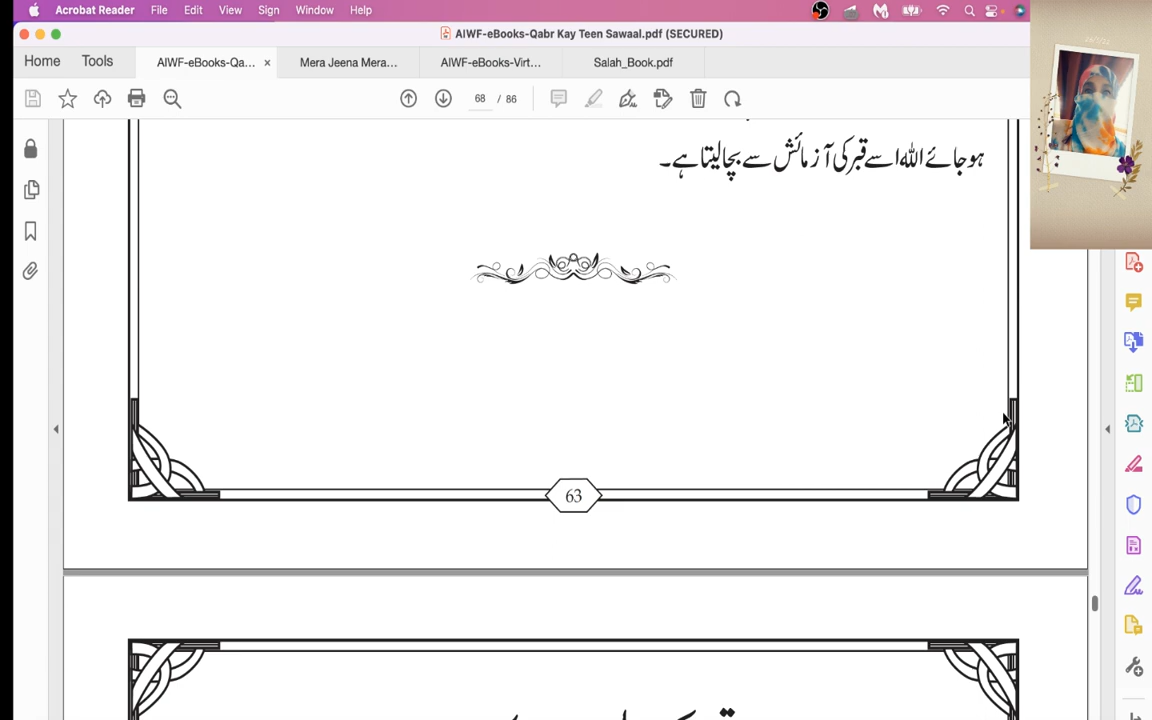 Acrobat Reader File Edit View Sign Window Help
AIWF-eBooks-Qabr Kay Teen Sawaal.pdf (SECURED)
Home Tools AIWF-eBooks-Qa... × Mera Jeena Mera... AIWF-eBooks-Virt... Salah_Book.pdf
68 / 86
ہوجائے اللہ اسے قبر کی آزمائش سے بچا لیتا ہے۔
63